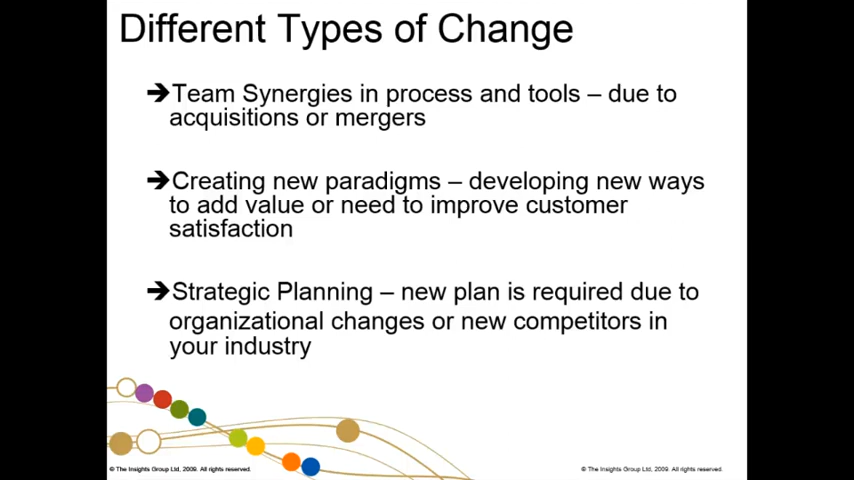 Different Types of Change
➔Team Synergies in process and tools – due to
acquisitions or mergers
➔Creating new paradigms – developing new ways
to add value or need to improve customer
satisfaction
➔Strategic Planning – new plan is required due to
organizational changes or new competitors in
your industry
© The Insights Group Ltd, 2009. All rights reserved.
© The Insights Group Ltd, 2009. All rights reserved.